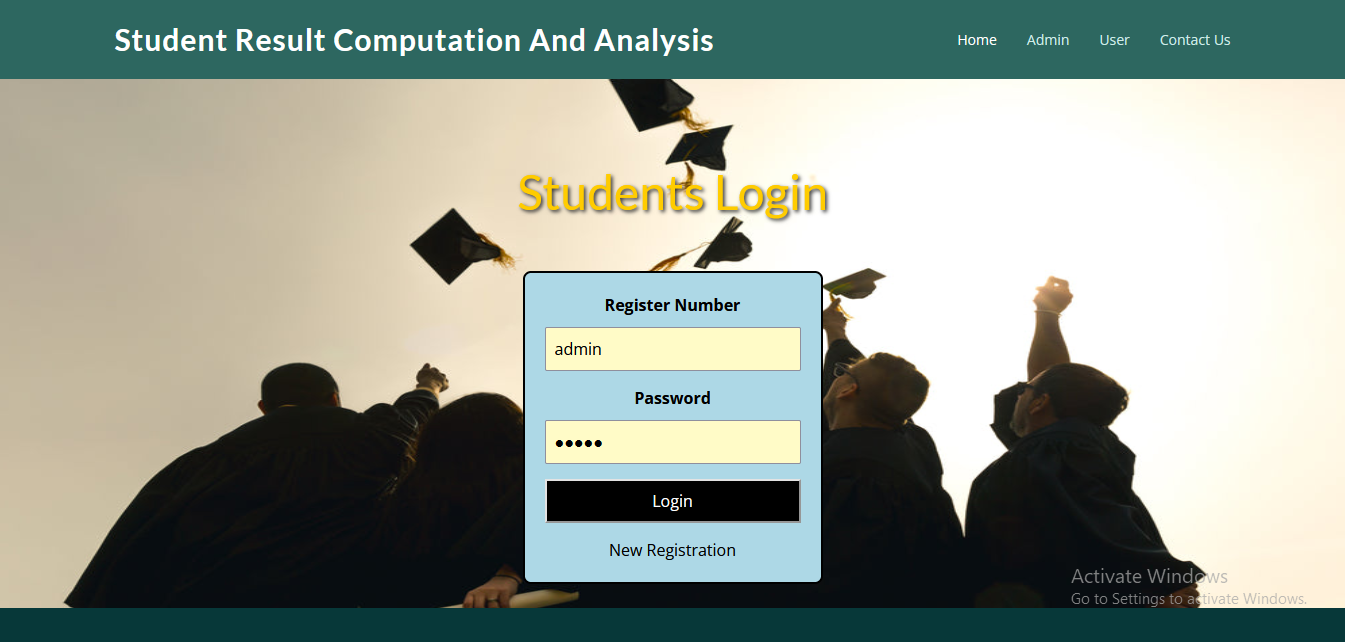 Student Result Computation And Analysis
Home Admin User Contact Us
Students Login
Register Number
admin
Password
•••••
Login
New Registration
Activate Windows
Go to Settings to activate Windows.